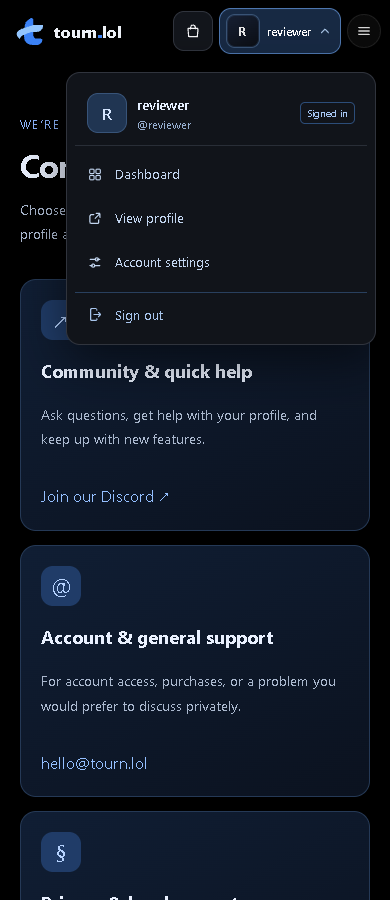 tourn.lol
R reviewer
R
reviewer
@reviewer
Signed in
WE'RE
Dashboard
View profile
Choose
Account settings
Sign out
↗
Community & quick help
Ask questions, get help with your profile, and
keep up with new features.
Join our Discord ↗
@
Account & general support
For account access, purchases, or a problem you
would prefer to discuss privately.
hello@tourn.lol
§